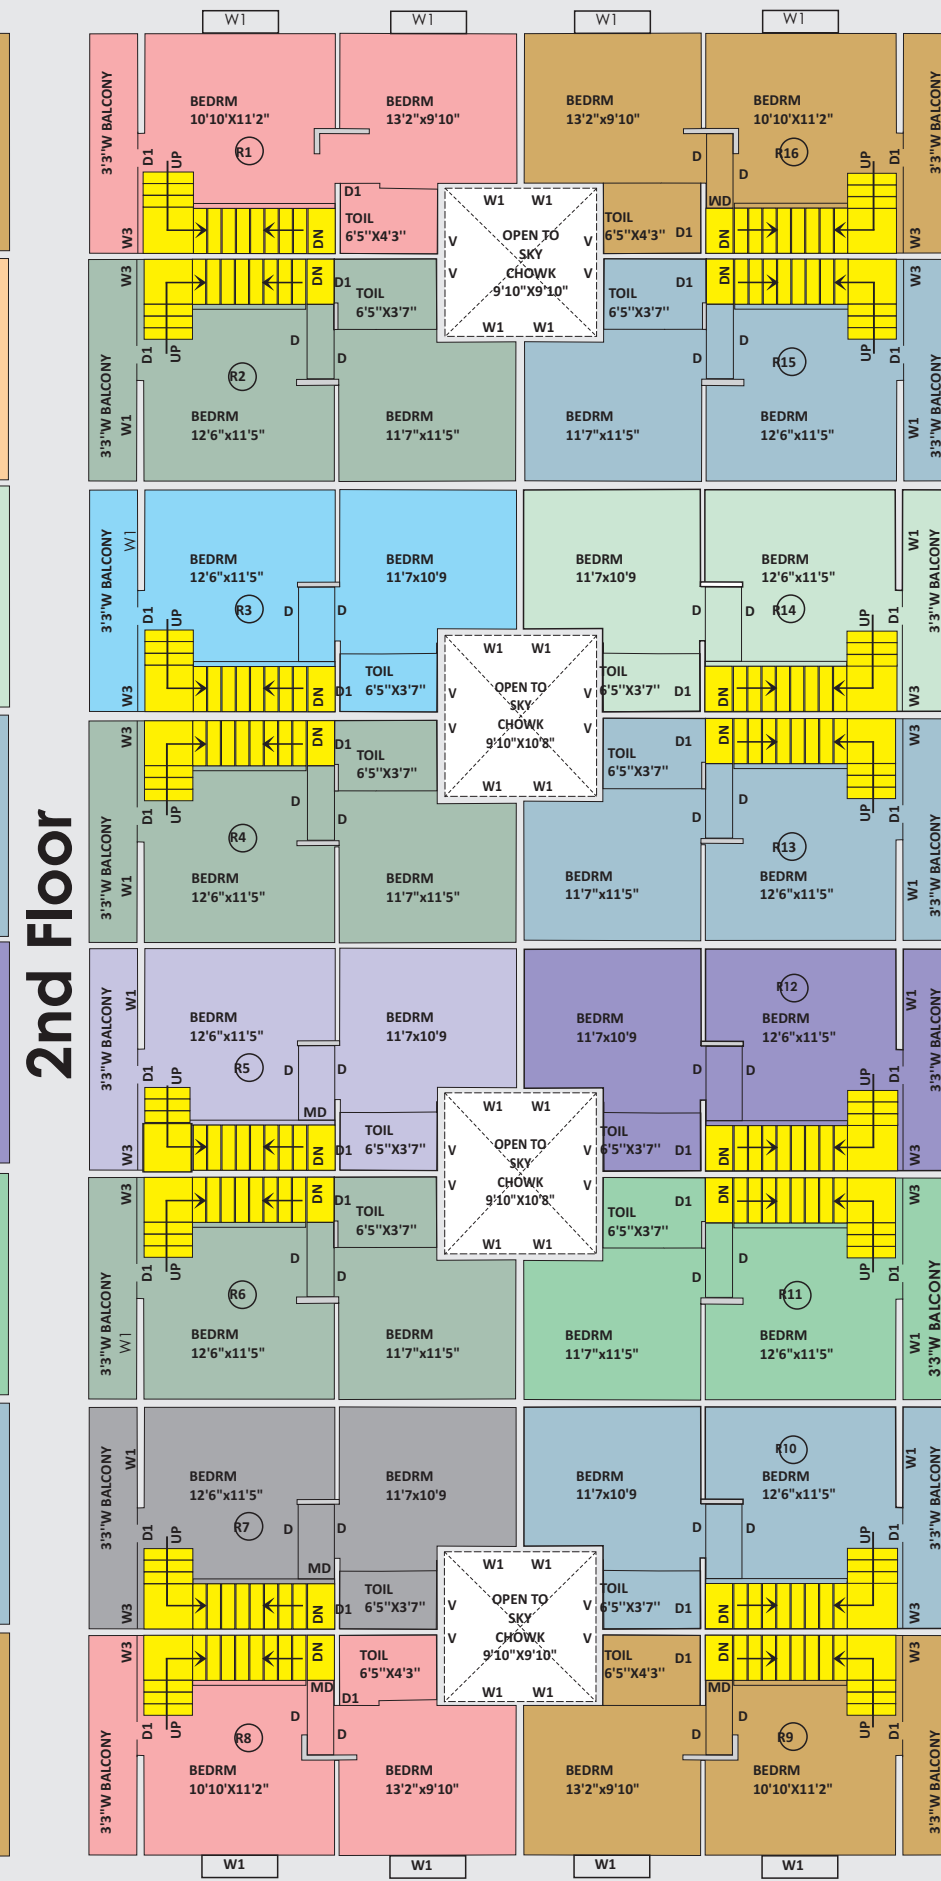 W1
W1
W1
W1
3'3"W BALCONY
BEDRM
10'10'X11'2"
BEDRM
13'2"x9'10"
BEDRM
13'2"x9'10"
BEDRM
10'10'X11'2"
3'3"W BALCONY
R1
R16
D1
UP
D
D
UP
D1
MD
D1
TOIL
6'5"X4'3"
W1 W1
TOIL
6'5"X4'3"
D1
W3
DN
V
OPEN TO
SKY
CHOWK
9'10"X9'10"
V
DN
W3
W3
DN
D1
TOIL
6'5"X3'7"
V
V
W1 W1
TOIL
6'5"X3'7"
D1
DN
W3
D1
UP
D
D
D
D
UP
D1
R2
R15
3'3"W BALCONY
W1
BEDRM
12'6"x11'5"
BEDRM
11'7"x11'5"
BEDRM
11'7"x11'5"
BEDRM
12'6"x11'5"
W1
3'3"W BALCONY
3'3"W BALCONY
W1
BEDRM
12'6"x11'5"
BEDRM
11'7x10'9
BEDRM
11'7x10'9
BEDRM
12'6"x11'5"
W1
3'3"W BALCONY
D1
UP
R3
D
D
D
D
R14
UP
D1
W3
DN
D1
TOIL
6'5"X3'7"
W1 W1
V
OPEN TO
SKY
CHOWK
9'10"X10'8"
V
TOIL
6'5"X3'7"
D1
DN
W3
W3
DN
D1
TOIL
6'5"X3'7"
V
V
W1 W1
TOIL
6'5"X3'7"
D1
DN
W3
2nd Floor
D1
UP
D
D
D
D
UP
D1
R4
R13
3'3"W BALCONY
W1
BEDRM
12'6"x11'5"
BEDRM
11'7"x11'5"
BEDRM
11'7"x11'5"
BEDRM
12'6"x11'5"
W1
3'3"W BALCONY
3'3"W BALCONY
W1
BEDRM
12'6"x11'5"
BEDRM
11'7x10'9
BEDRM
11'7x10'9
R12
BEDRM
12'6"x11'5"
W1
3'3"W BALCONY
D1
UP
R5
D
D
D
D
UP
D1
MD
W3
DN
D1
TOIL
6'5"X3'7"
W1 W1
V
OPEN TO
SKY
CHOWK
9'10"X10'8"
V
TOIL
6'5"X3'7"
D1
DN
W3
W3
DN
D1
TOIL
6'5"X3'7"
V
V
W1 W1
TOIL
6'5"X3'7"
D1
DN
W3
D1
UP
D
D
D
D
UP
D1
R6
R11
3'3"W BALCONY
W1
BEDRM
12'6"x11'5"
BEDRM
11'7"x11'5"
BEDRM
11'7"x11'5"
BEDRM
12'6"x11'5"
W1
3'3"W BALCONY
3'3"W BALCONY
W1
BEDRM
12'6"x11'5"
BEDRM
11'7x10'9
BEDRM
11'7x10'9
R10
BEDRM
12'6"x11'5"
W1
3'3"W BALCONY
D1
UP
R7
D
D
D
D
UP
D1
MD
W3
DN
D1
TOIL
6'5"X3'7"
W1 W1
V
OPEN TO
SKY
CHOWK
9'10"X9'10"
V
TOIL
6'5"X3'7"
D1
DN
W3
W3
DN
MD
D1
TOIL
6'5"X4'3"
V
V
W1 W1
TOIL
6'5"X4'3"
D1
DN
MD
W3
D1
UP
D
D
D
D
UP
D1
R8
R9
3'3"W BALCONY
BEDRM
10'10'X11'2"
BEDRM
13'2"x9'10"
BEDRM
13'2"x9'10"
BEDRM
10'10'X11'2"
3'3"W BALCONY
W1
W1
W1
W1